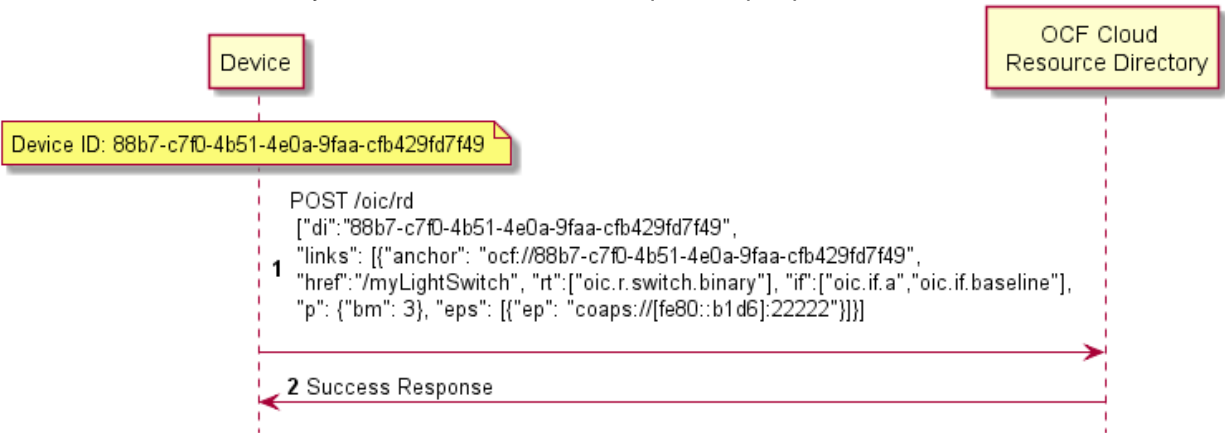 Device
OCF Cloud
Resource Directory
Device ID: 88b7-c7f0-4b51-4e0a-9faa-cfb429fd7f49
POST /oic/rd
["di":"88b7-c7f0-4b51-4e0a-9faa-cfb429fd7f49",
"links": [{"anchor": "ocf://88b7-c7f0-4b51-4e0a-9faa-cfb429fd7f49",
1 "href":"/myLightSwitch", "rt":["oic.r.switch.binary"], "if":["oic.if.a","oic.if.baseline"],
"p": {"bm": 3}, "eps": [{"ep": "coaps://[fe80::b1d6]:22222"}]}]
2 Success Response